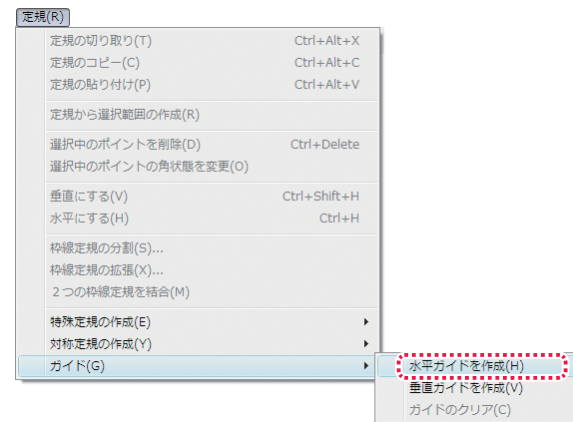 定規(R)
定規の切り取り(T) Ctrl+Alt+X
定規のコピー(C) Ctrl+Alt+C
定規の貼り付け(P) Ctrl+Alt+V
定規から選択範囲の作成(R)
選択中のポイントを削除(D) Ctrl+Delete
選択中のポイントの角状態を変更(O)
垂直にする(V) Ctrl+Shift+H
水平にする(H) Ctrl+H
枠線定規の分割(S)...
枠線定規の拡張(X)...
２つの枠線定規を結合(M)
特殊定規の作成(E)
対称定規の作成(Y)
ガイド(G)
水平ガイドを作成(H)
垂直ガイドを作成(V)
ガイドのクリア(C)